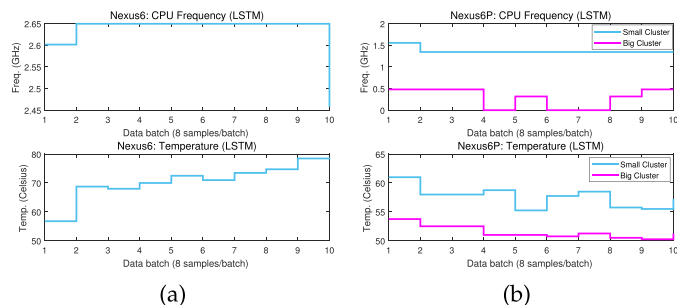 Nexus6: CPU Frequency (LSTM)
Freq. (GHz)
2.65
2.6
2.55
2.5
2.45
1 2 3 4 5 6 7 8 9 10
Data batch (8 samples/batch)
Nexus6: Temperature (LSTM)
Temp. (Celsius)
80
70
60
50
1 2 3 4 5 6 7 8 9 10
Data batch (8 samples/batch)
(a)
Nexus6P: CPU Frequency (LSTM)
Freq. (GHz)
2
1.5
1
0.5
0
Small Cluster
Big Cluster
1 2 3 4 5 6 7 8 9 10
Data batch (8 samples/batch)
Nexus6P: Temperature (LSTM)
Temp. (Celsius)
65
60
55
50
Small Cluster
Big Cluster
1 2 3 4 5 6 7 8 9 10
Data batch (8 samples/batch)
(b)